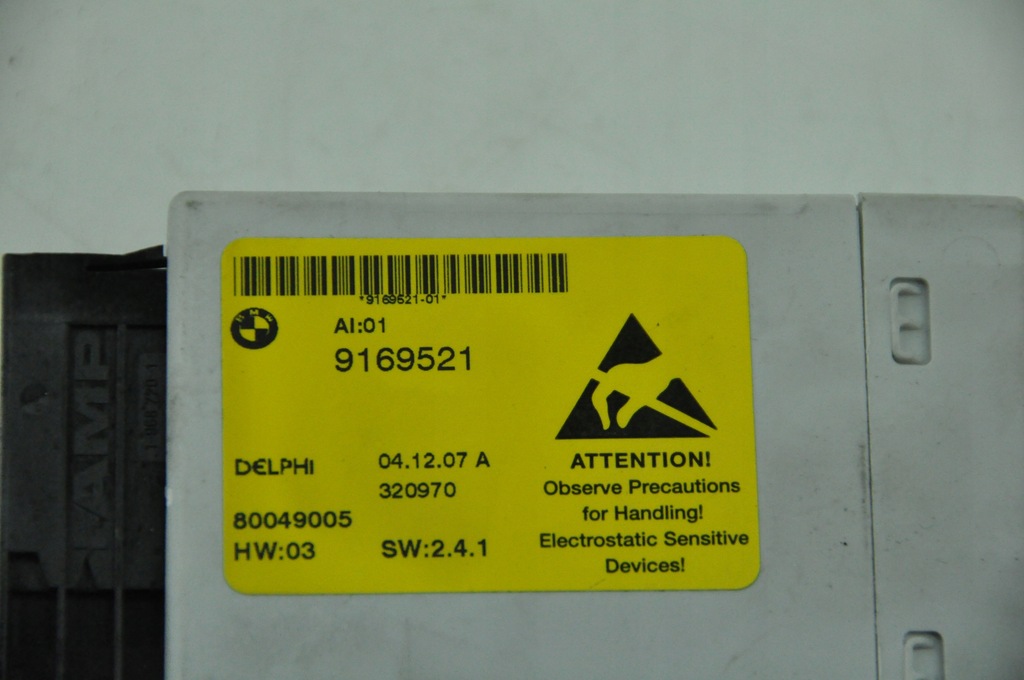 *9169521-01*
BMW
AI:01
9169521
DELPHI
04.12.07 A
320970
80049005
HW:03
SW:2.4.1
ATTENTION!
Observe Precautions
for Handling!
Electrostatic Sensitive
Devices!
AMP